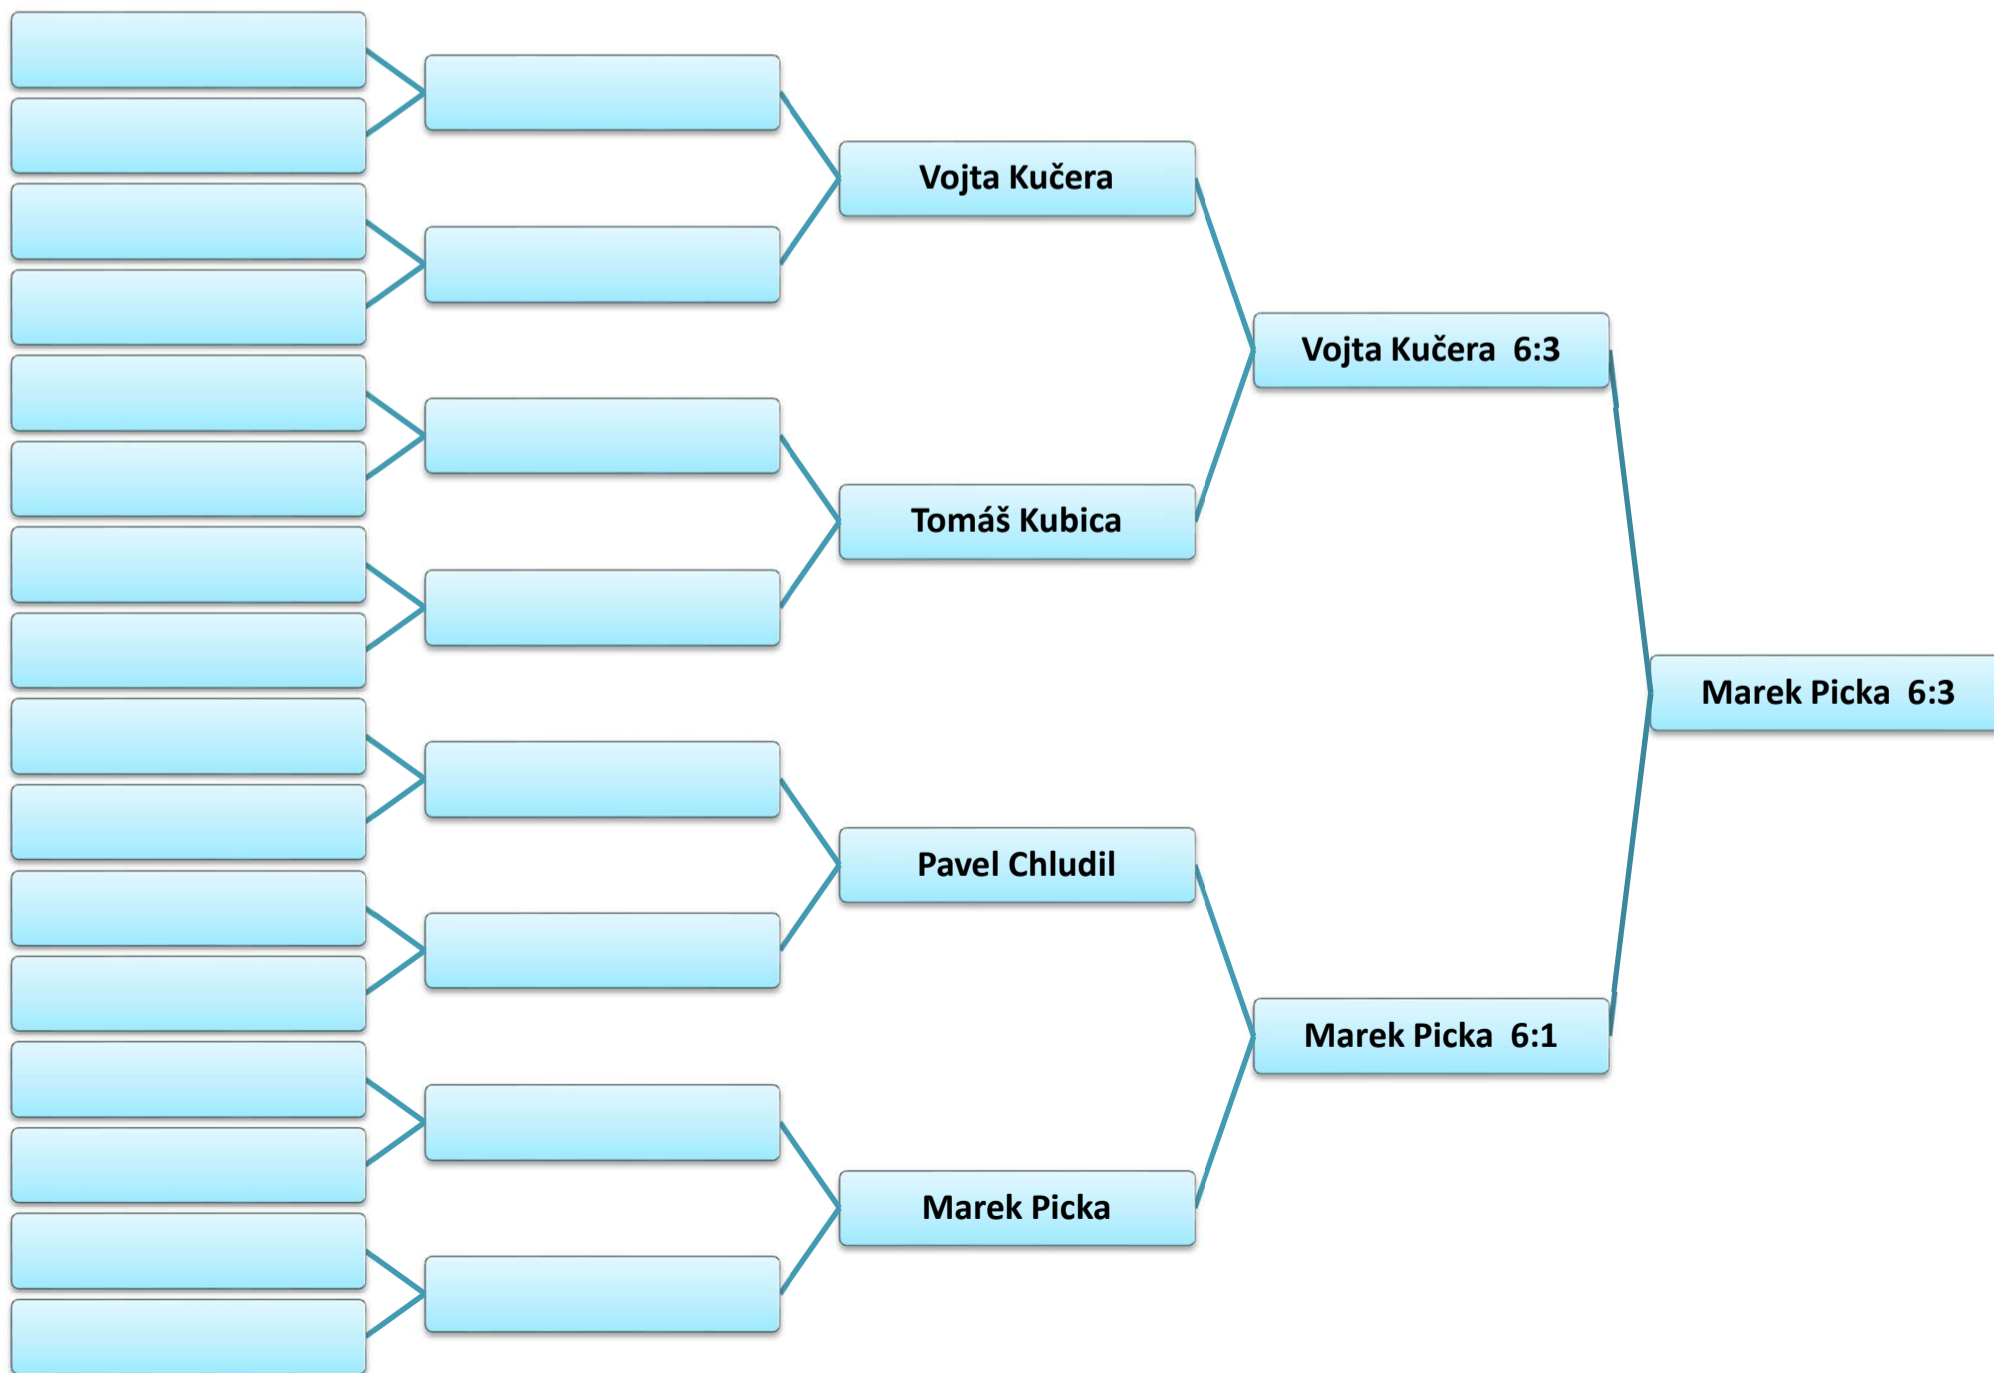 Vojta Kučera
Vojta Kučera  6:3
Tomáš Kubica
Marek Picka  6:3
Pavel Chludil
Marek Picka  6:1
Marek Picka